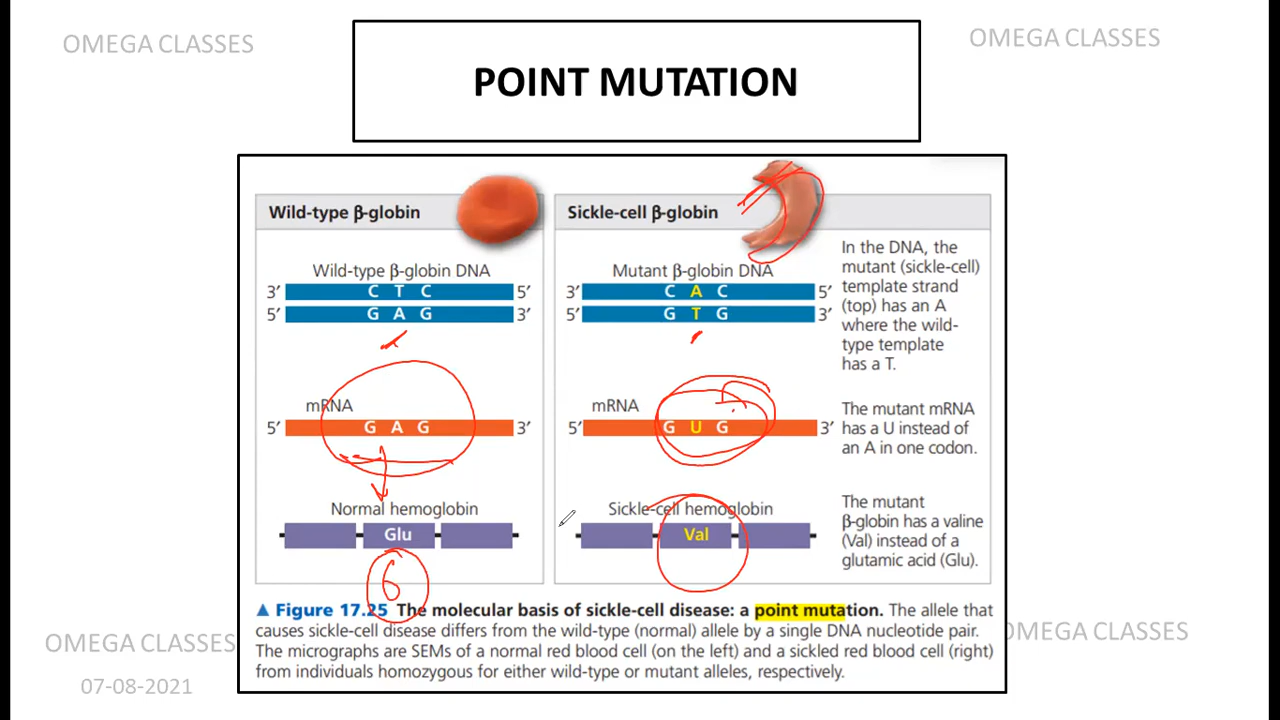 OMEGA CLASSES
OMEGA CLASSES
POINT MUTATION
Wild-type β-globin
Sickle-cell β-globin
Wild-type β-globin DNA
3′ C T C 5′
5′ G A G 3′
Mutant β-globin DNA
3′ C A C 5′
5′ G T G 3′
In the DNA, the
mutant (sickle-cell)
template strand
(top) has an A
where the wild-
type template
has a T.
mRNA
5′ G A G 3′
mRNA
5′ G U G 3′
The mutant mRNA
has a U instead of
an A in one codon.
Normal hemoglobin
Glu
6
Sickle-cell hemoglobin
Val
The mutant
β-globin has a valine
(Val) instead of a
glutamic acid (Glu).
▲ Figure 17.25 The molecular basis of sickle-cell disease: a point mutation. The allele that
causes sickle-cell disease differs from the wild-type (normal) allele by a single DNA nucleotide pair.
The micrographs are SEMs of a normal red blood cell (on the left) and a sickled red blood cell (right)
from individuals homozygous for either wild-type or mutant alleles, respectively.
OMEGA CLASSES
OMEGA CLASSES
07-08-2021